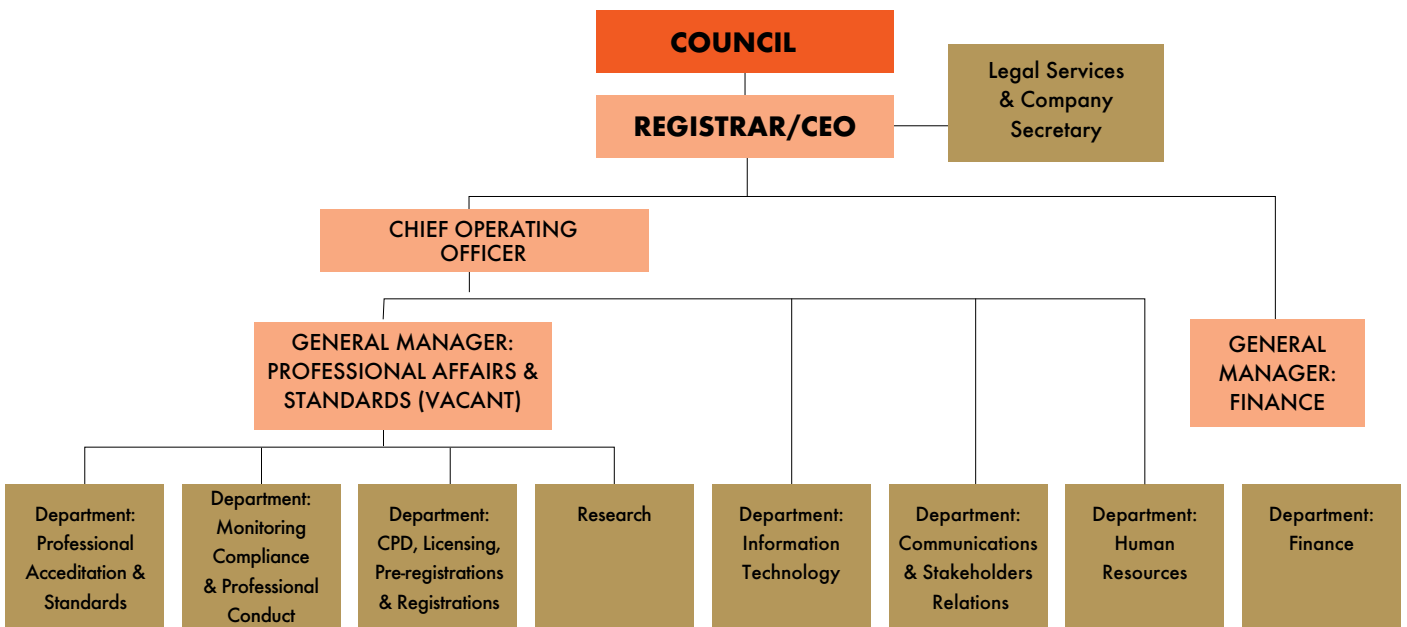 COUNCIL
Legal Services
& Company
Secretary
REGISTRAR/CEO
CHIEF OPERATING
OFFICER
GENERAL MANAGER:
PROFESSIONAL AFFAIRS &
STANDARDS (VACANT)
GENERAL
MANAGER:
FINANCE
Department:
Professional
Acceditation &
Standards
Department:
Monitoring
Compliance
& Professional
Conduct
Department:
CPD, Licensing,
Pre-registrations
& Registrations
Research
Department:
Information
Technology
Department:
Communications
& Stakeholders
Relations
Department:
Human
Resources
Department:
Finance